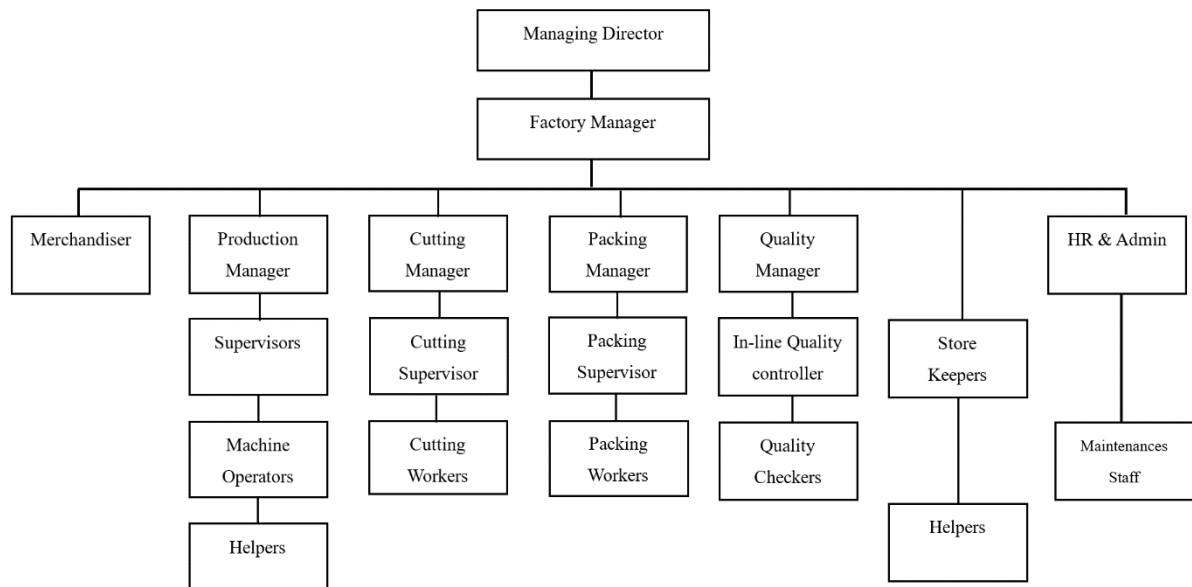 Managing Director
Factory Manager
Merchandiser
Production
Manager
Cutting
Manager
Packing
Manager
Quality
Manager
HR & Admin
Supervisors
Cutting
Supervisor
Packing
Supervisor
In-line Quality
controller
Store
Keepers
Machine
Operators
Cutting
Workers
Packing
Workers
Quality
Checkers
Maintenances
Staff
Helpers
Helpers